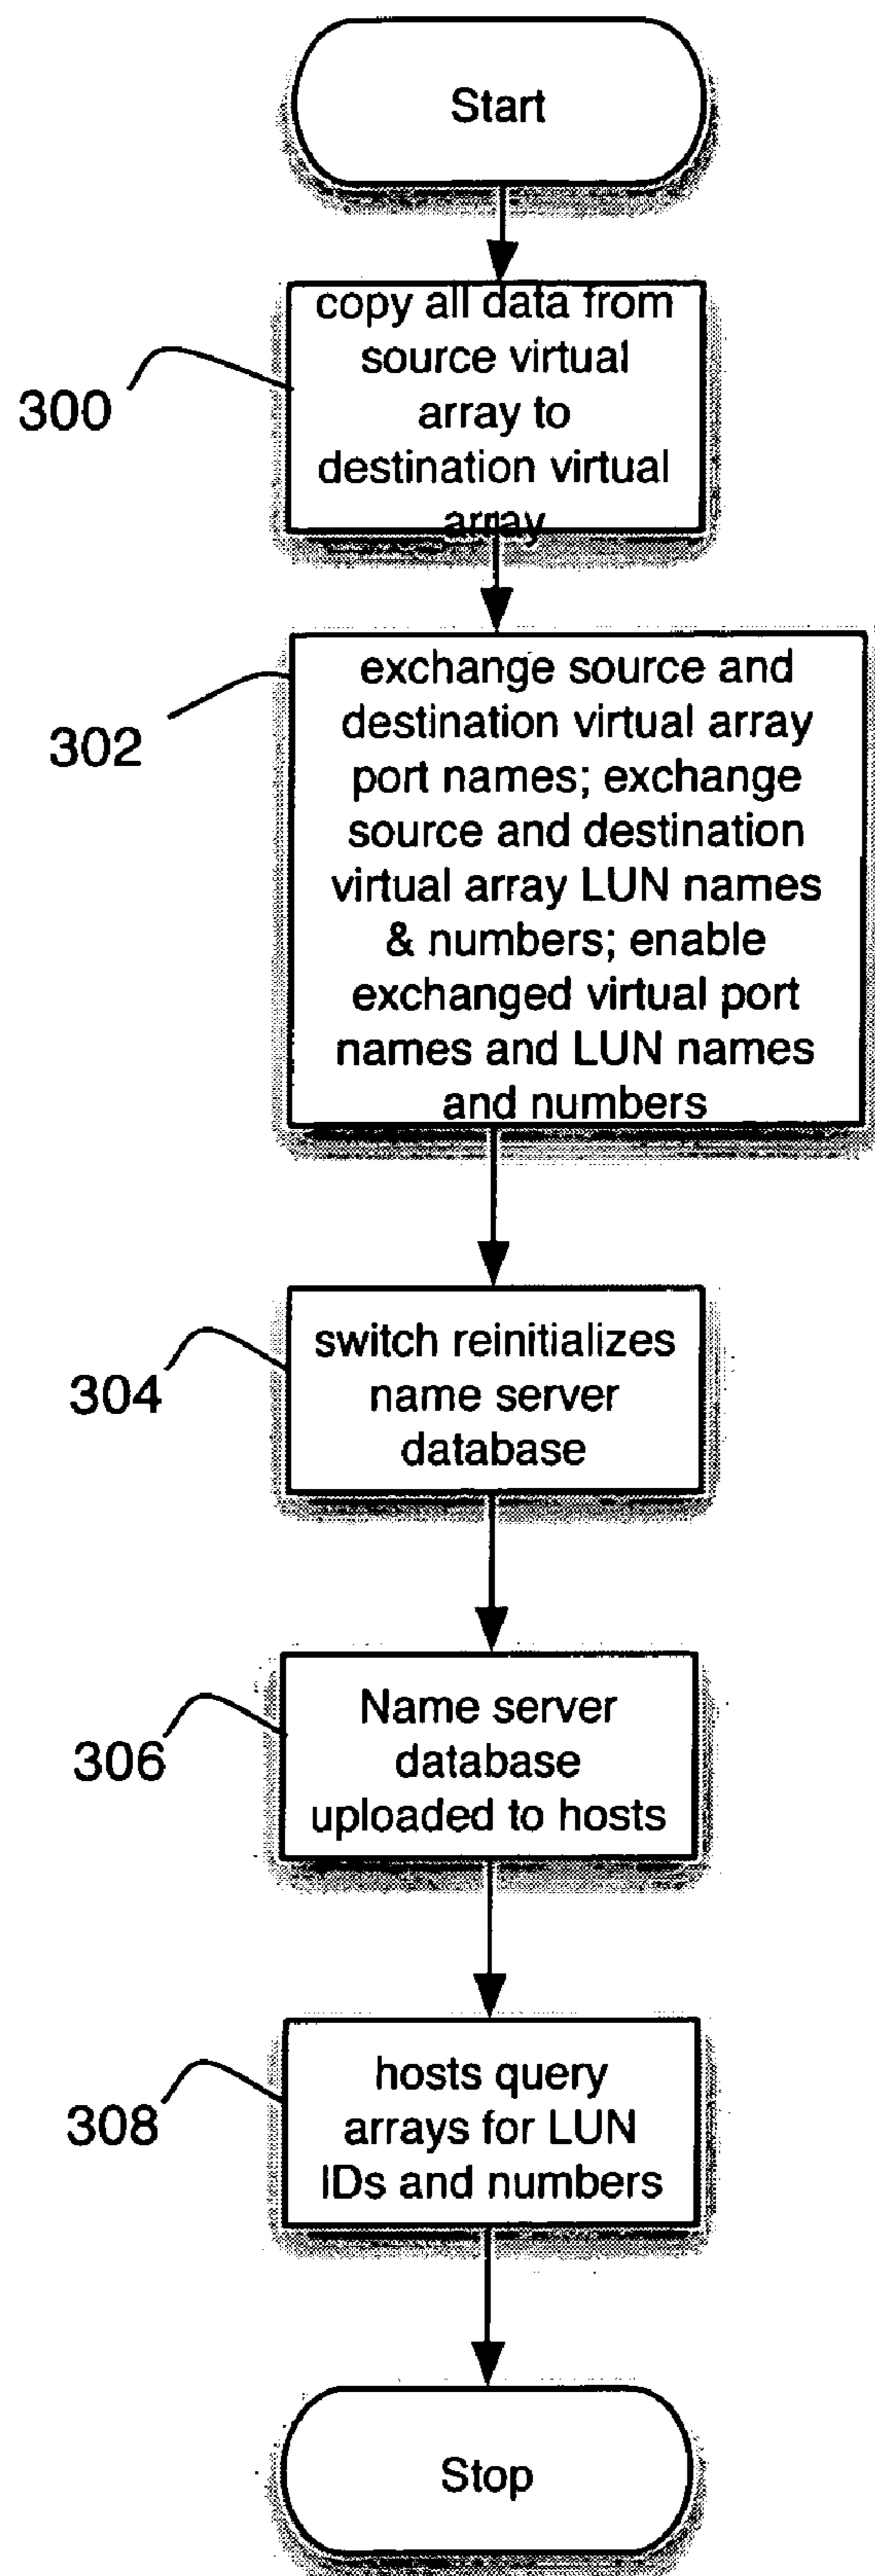 Start
copy all data from
source virtual
array to
destination virtual
array
300
exchange source and
destination virtual array
port names; exchange
source and destination
virtual array LUN names
& numbers; enable
exchanged virtual port
names and LUN names
and numbers
302
switch reinitializes
name server
database
304
Name server
database
uploaded to hosts
306
hosts query
arrays for LUN
IDs and numbers
308
Stop